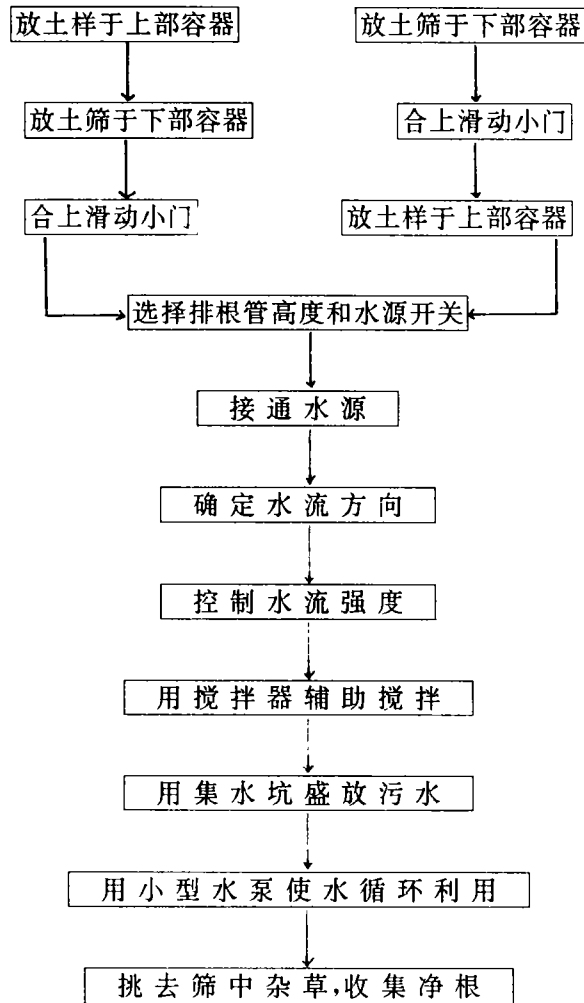 放土样于上部容器
放土筛于下部容器
放土筛于下部容器
合上滑动小门
合上滑动小门
放土样于上部容器
选择排根管高度和水源开关
接通水源
确定水流方向
控制水流强度
用搅拌器辅助搅拌
用集水坑盛放污水
用小型水泵使水循环利用
挑去筛中杂草,收集净根